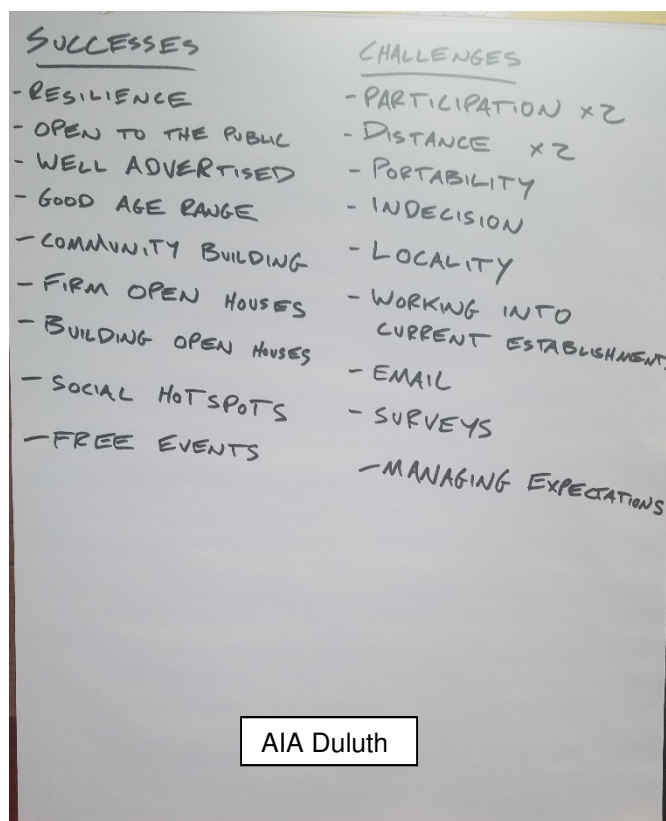 SUCCESSES
- RESILIENCE
- OPEN TO THE PUBLIC
- WELL ADVERTISED
- GOOD AGE RANGE
- COMMUNITY BUILDING
- FIRM OPEN HOUSES
- BUILDING OPEN HOUSES
- SOCIAL HOTSPOTS
- FREE EVENTS
CHALLENGES
- PARTICIPATION x2
- DISTANCE x2
- PORTABILITY
- INDECISION
- LOCALITY
- WORKING INTO
CURRENT ESTABLISHMENTS
- EMAIL
- SURVEYS
- MANAGING EXPECTATIONS
AIA Duluth